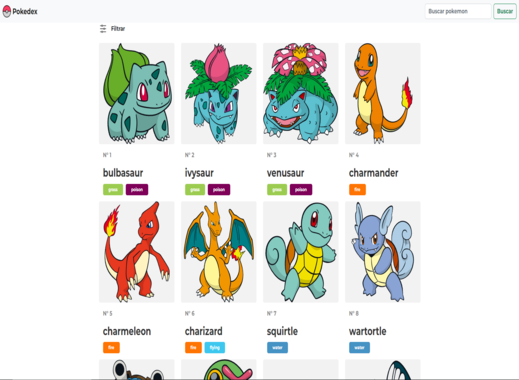 Pokedex
Buscar pokemon
Buscar
Filtrar
N° 1
N° 2
N° 3
N° 4
bulbasaur
ivysaur
venusaur
charmander
grass poison
grass poison
grass poison
fire
N° 5
N° 6
N° 7
N° 8
charmeleon
charizard
squirtle
wartortle
fire
fire flying
water
water